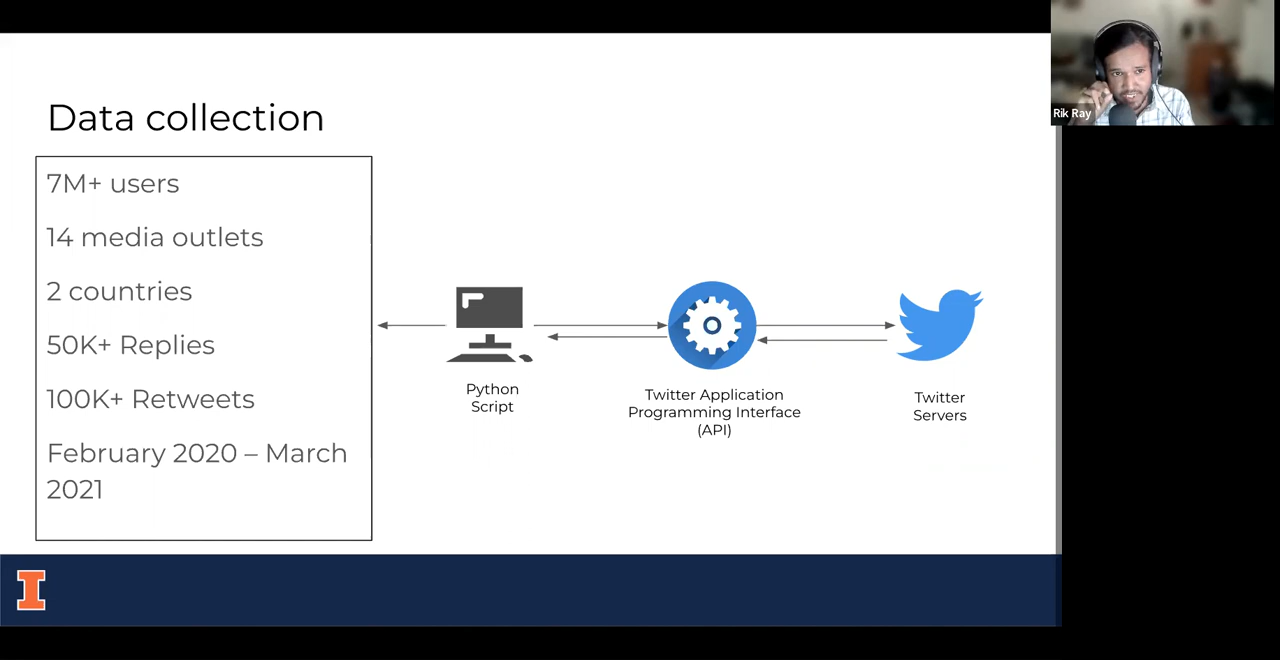 Data collection
7M+ users
14 media outlets
2 countries
50K+ Replies
100K+ Retweets
February 2020 – March
2021
Python
Script
Twitter Application
Programming Interface
(API)
Twitter
Servers
Rik Ray
I